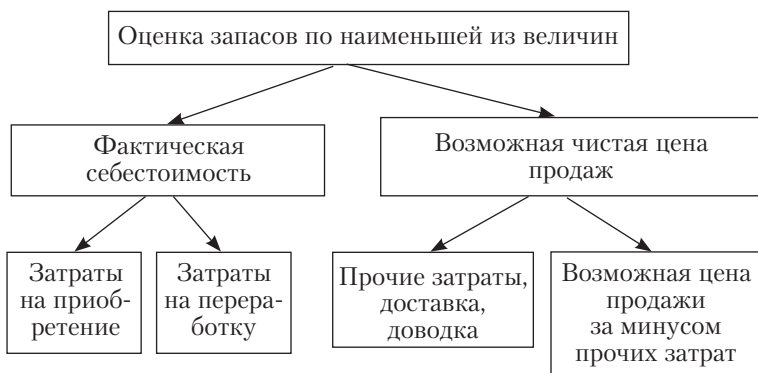 Оценка запасов по наименьшей из величин
Фактическая
себестоимость
Возможная чистая цена
продаж
Затраты
на приоб-
ретение
Затраты
на перера-
ботку
Прочие затраты,
доставка,
доводка
Возможная цена
продажи
за минусом
прочих затрат